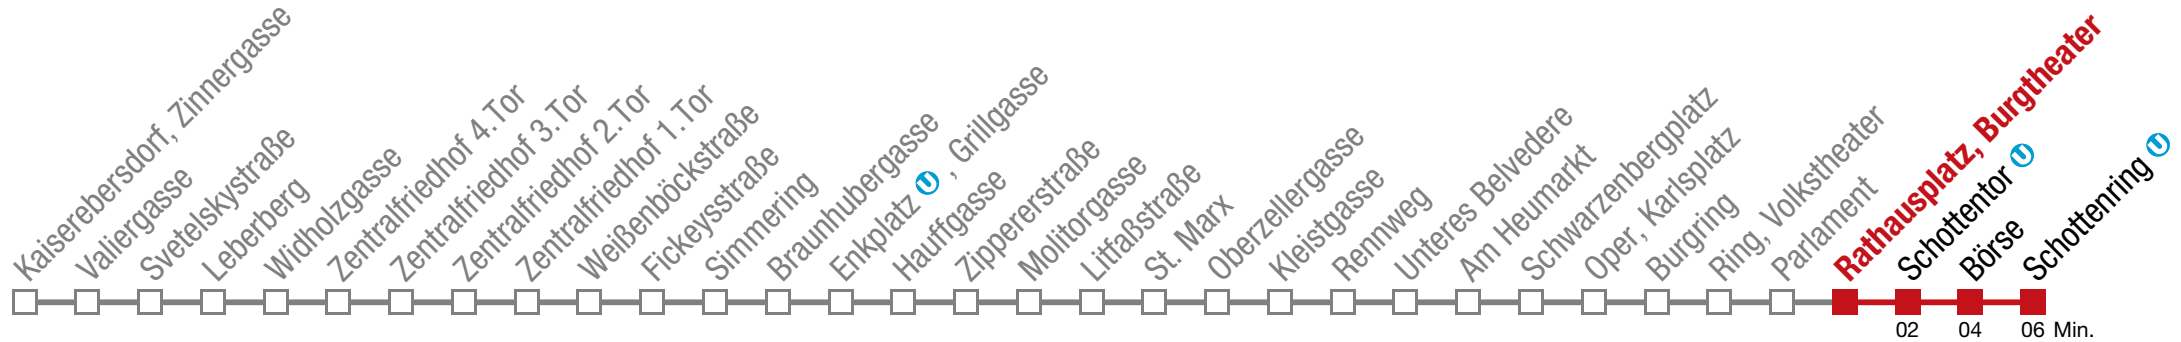 Kaiserebersdorf, Zinnergasse
Valiergasse
Svetelskystraße
Leberberg
Widholzgasse
Zentralfriedhof 4.Tor
Zentralfriedhof 3.Tor
Zentralfriedhof 2.Tor
Zentralfriedhof 1.Tor
Weißenböckstraße
Fickeysstraße
Simmering
Braunhubergasse
Enkplatz U, Grillgasse
Hauffgasse
Zippererstraße
Molitorgasse
Litfaßstraße
St. Marx
Oberzellergasse
Kleistgasse
Rennweg
Unteres Belvedere
Am Heumarkt
Schwarzenbergplatz
Oper, Karlsplatz
Burgring
Ring, Volkstheater
Parlament
Rathausplatz, Burgtheater
Schottentor U
Börse
Schottenring U
02 04 06 Min.